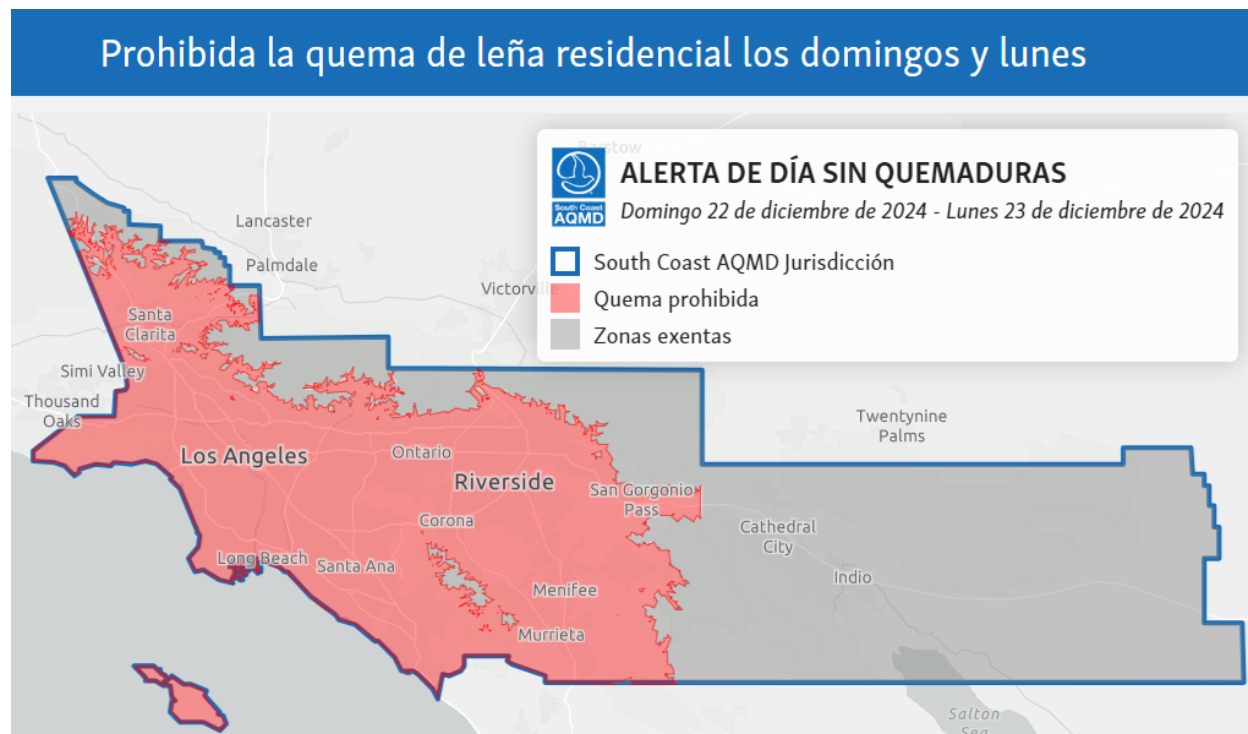 Prohibida la quema de leña residencial los domingos y lunes
Barstow
South Coast
AQMD
ALERTA DE DÍA SIN QUEMADURAS
Domingo 22 de diciembre de 2024 - Lunes 23 de diciembre de 2024
South Coast AQMD Jurisdicción
Quema prohibida
Zonas exentas
Lancaster
Palmdale
Victorville
Santa
Clarita
Simi Valley
Thousand
Oaks
Twentynine
Palms
Los Angeles
Ontario
Riverside
San Gorgonio
Pass
Corona
Cathedral
City
Long Beach
Santa Ana
Indio
Menifee
Murrieta
Salton
Sea